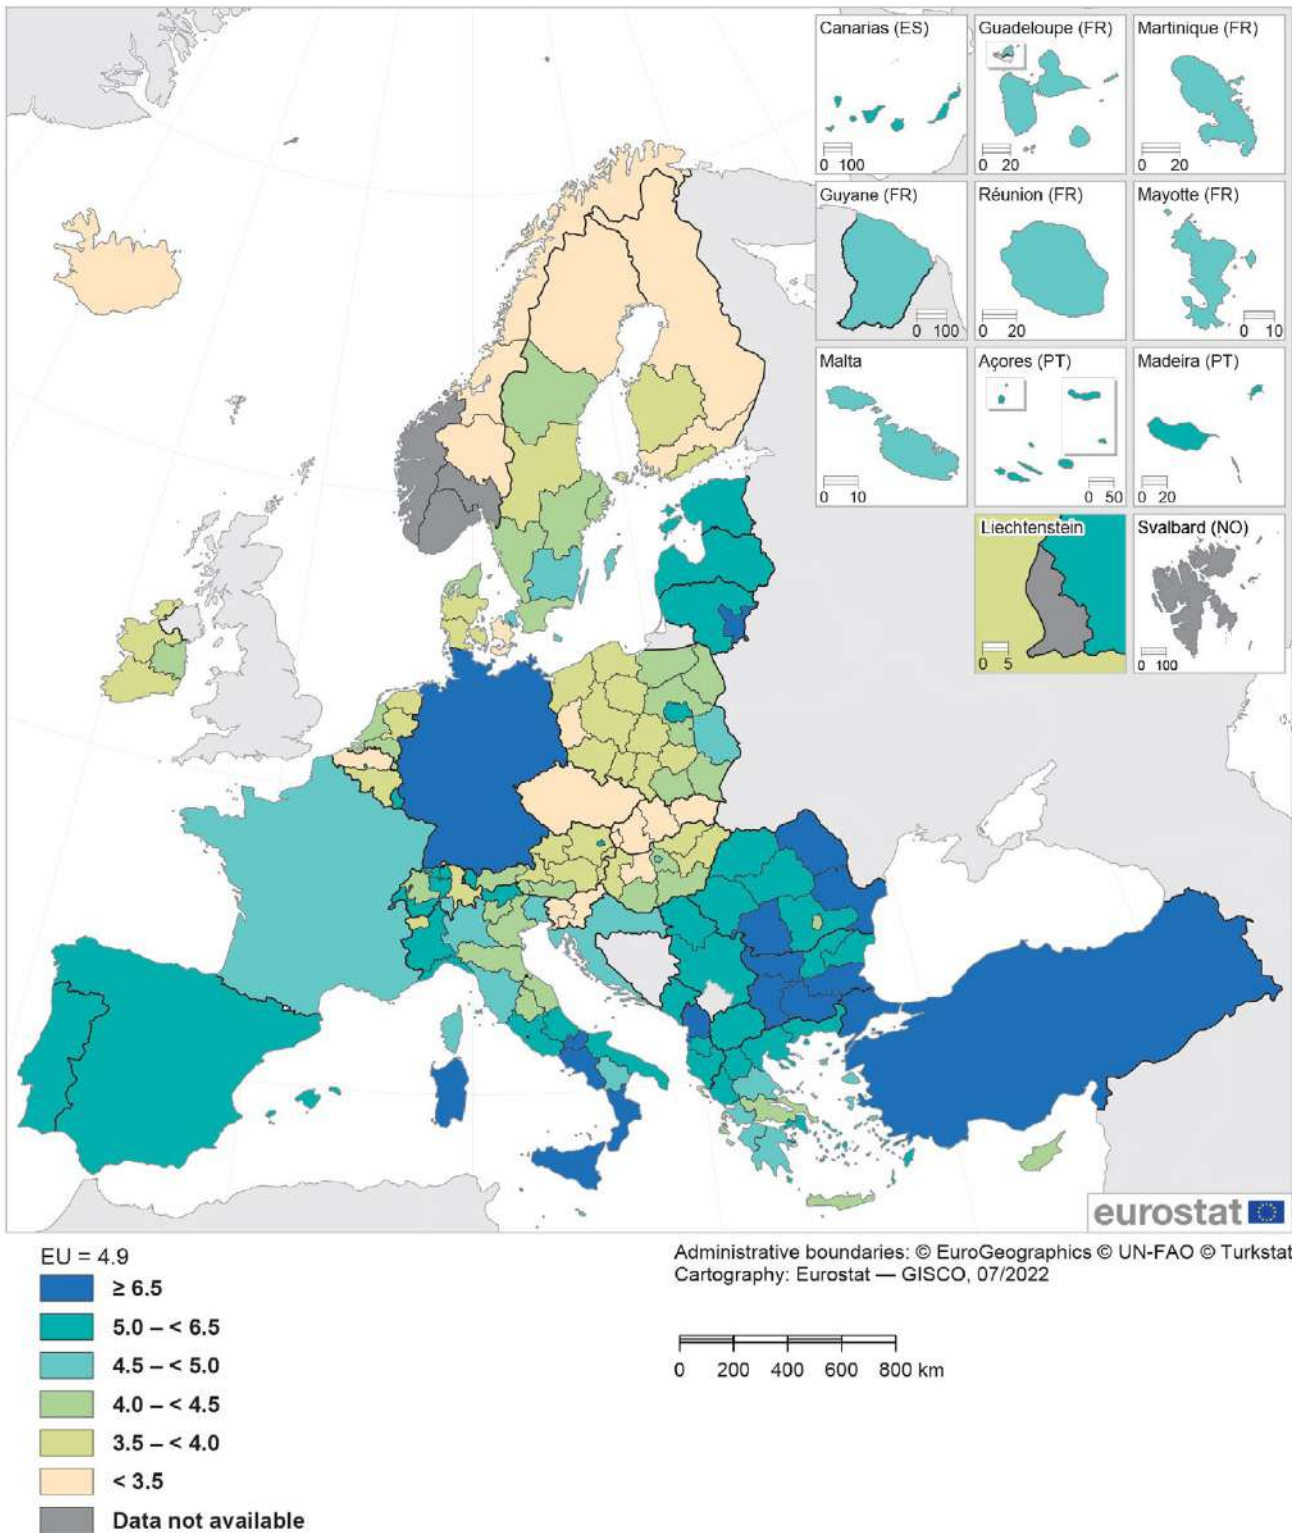 Canarias (ES)
0 100
Guadeloupe (FR)
0 20
Martinique (FR)
0 20
Guyane (FR)
0 100
Réunion (FR)
0 20
Mayotte (FR)
0 10
Malta
0 10
Açores (PT)
0 50
Madeira (PT)
0 20
Liechtenstein
0 5
Svalbard (NO)
0 100
eurostat
EU = 4.9
≥ 6.5
5.0 – < 6.5
4.5 – < 5.0
4.0 – < 4.5
3.5 – < 4.0
< 3.5
Data not available
Administrative boundaries: © EuroGeographics © UN-FAO © Turkstat
Cartography: Eurostat — GISCO, 07/2022
0 200 400 600 800 km